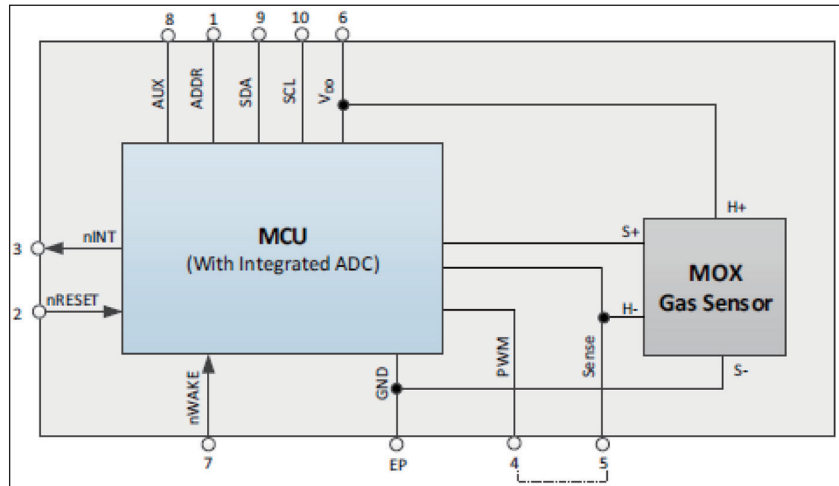 8 1 9 10 6
AUX
ADDR
SDA
SCL
VDD
H+
3
nINT
MCU
(With Integrated ADC)
S+
MOX
Gas Sensor
2
nRESET
H-
nWAKE
GND
PWM
Sense
S-
7 EP 4 5